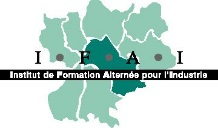 I • F • A • I
Institut de Formation Alternée pour l'Industrie